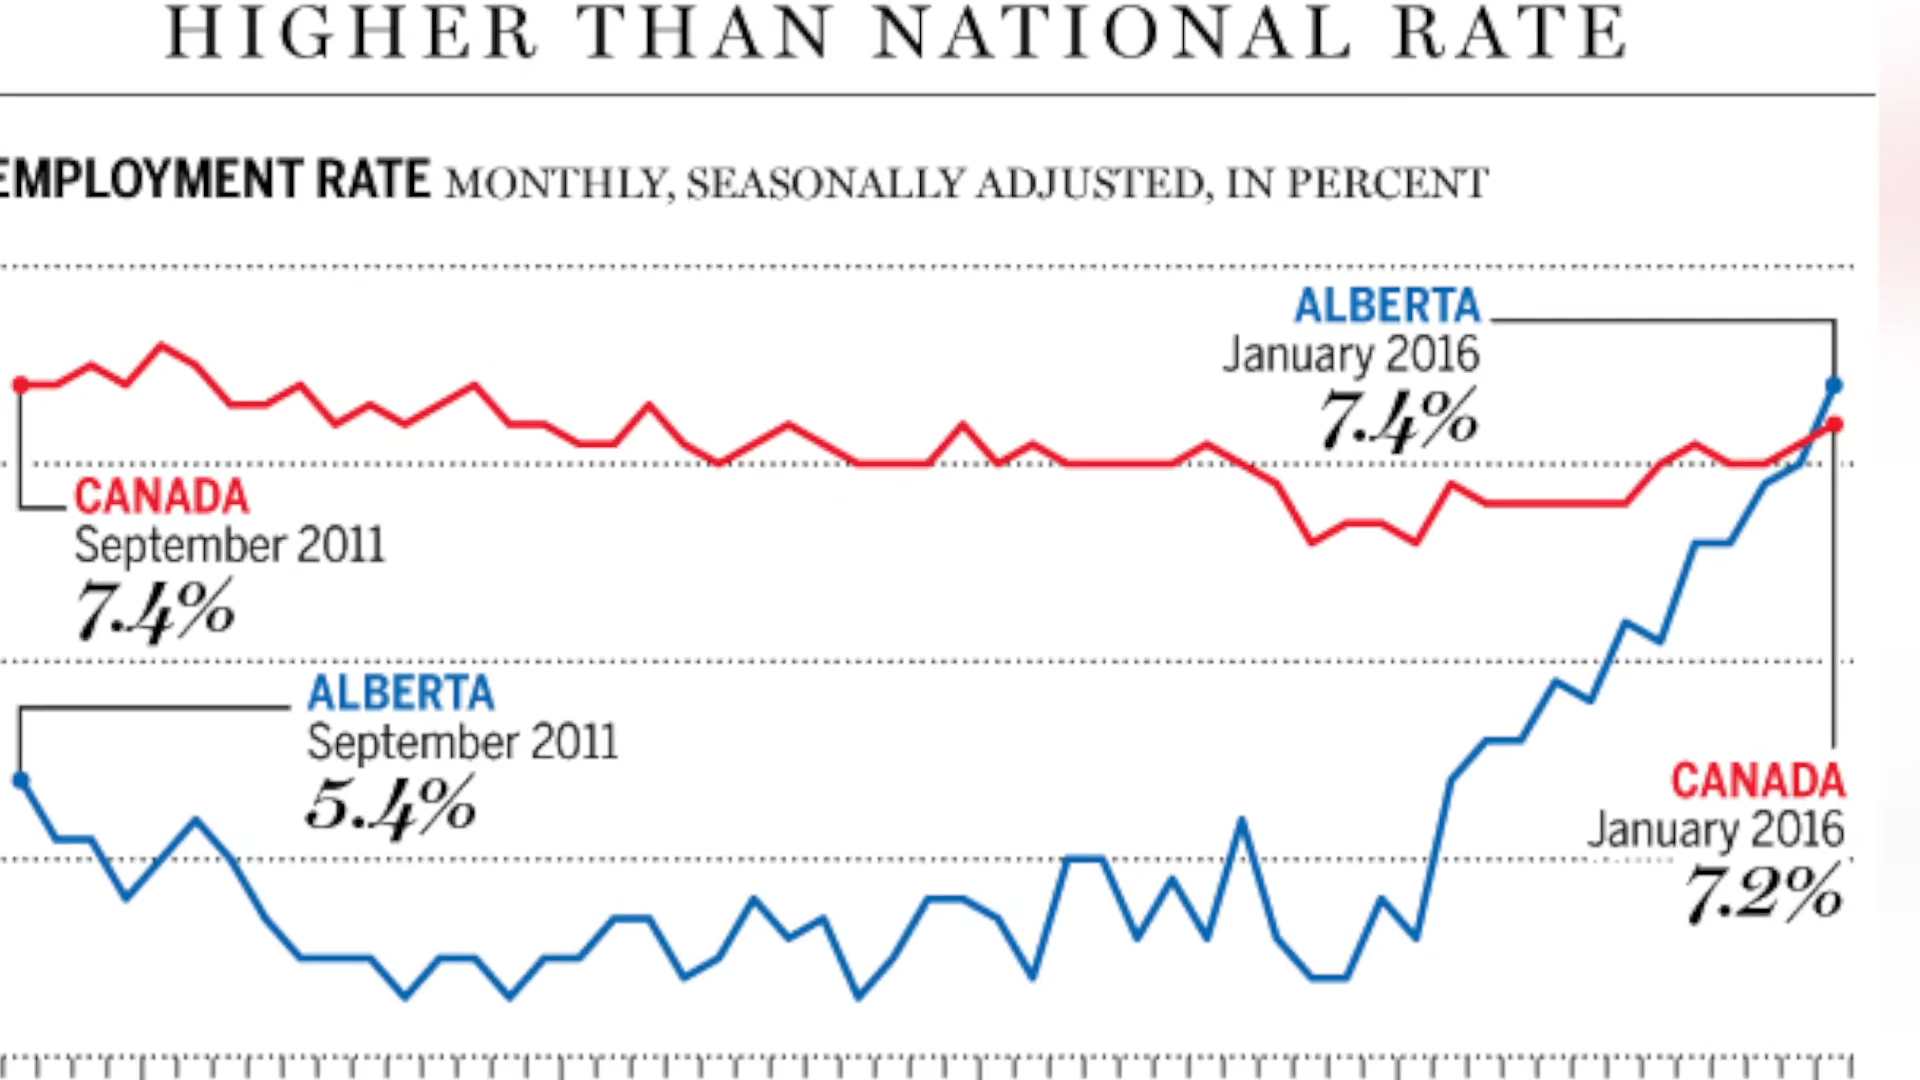 HIGHER THAN NATIONAL RATE
EMPLOYMENT RATE MONTHLY, SEASONALLY ADJUSTED, IN PERCENT
ALBERTA
January 2016
7.4%
CANADA
September 2011
7.4%
ALBERTA
September 2011
5.4%
CANADA
January 2016
7.2%